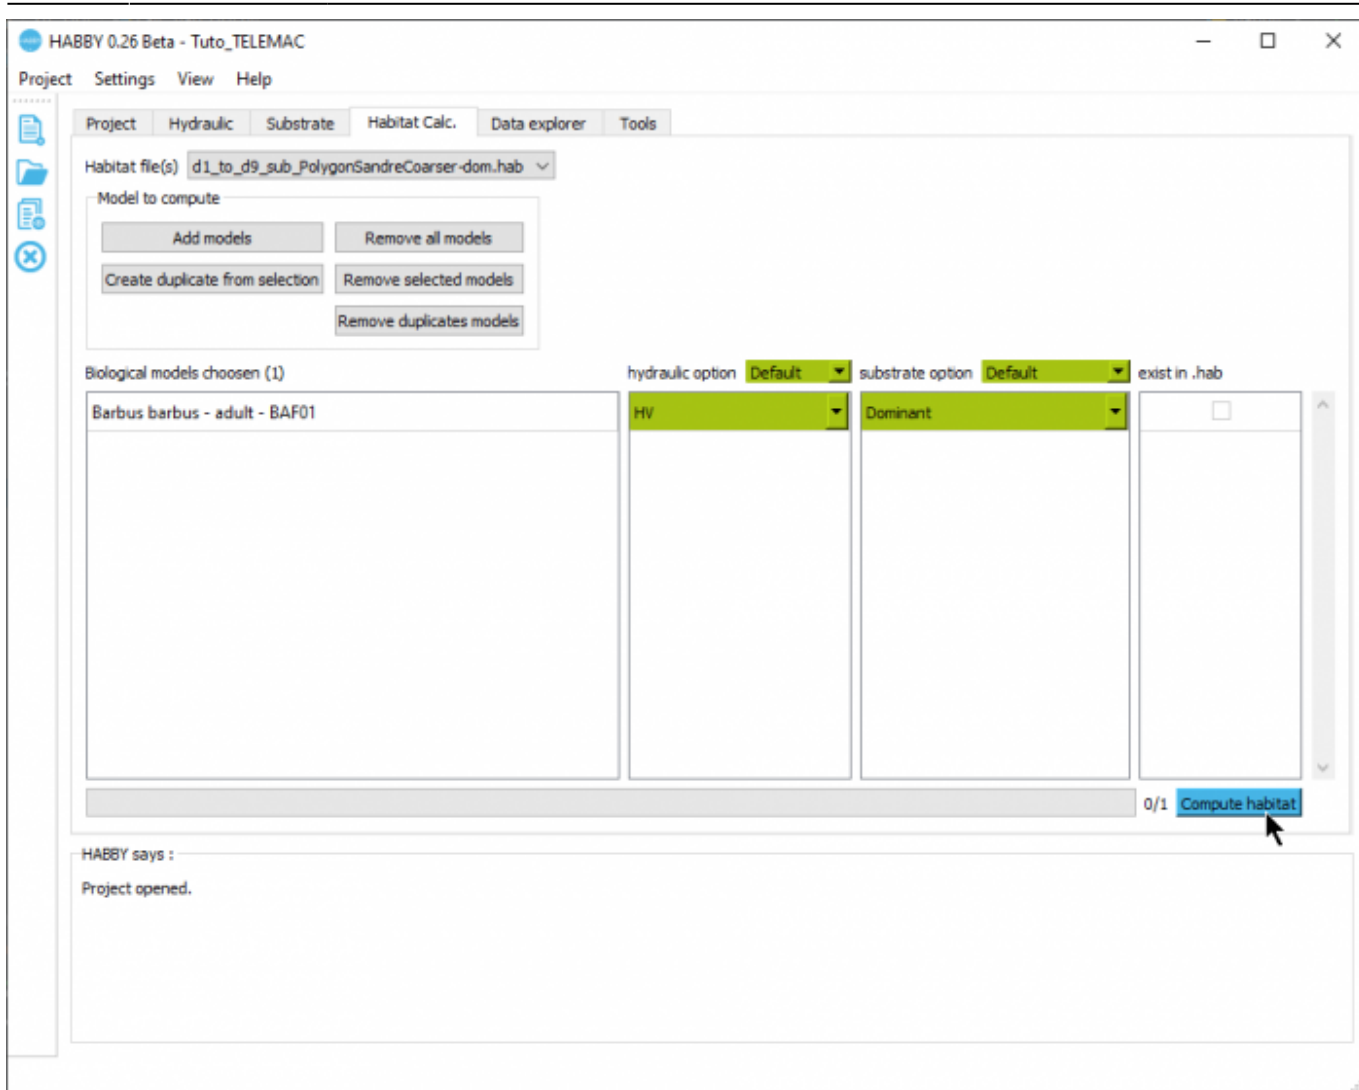 HABBY 0.26 Beta - Tuto_TELEMAC
Project Settings View Help
Project Hydraulic Substrate Habitat Calc. Data explorer Tools
Habitat file(s) d1_to_d9_sub_PolygonSandreCoarser-dom.hab
Model to compute
Add models Remove all models
Create duplicate from selection Remove selected models
Remove duplicates models
Biological models choosen (1) hydraulic option Default substrate option Default exist in .hab
Barbus barbus - adult - BAF01 HV Dominant
0/1 Compute habitat
HABBY says :
Project opened.